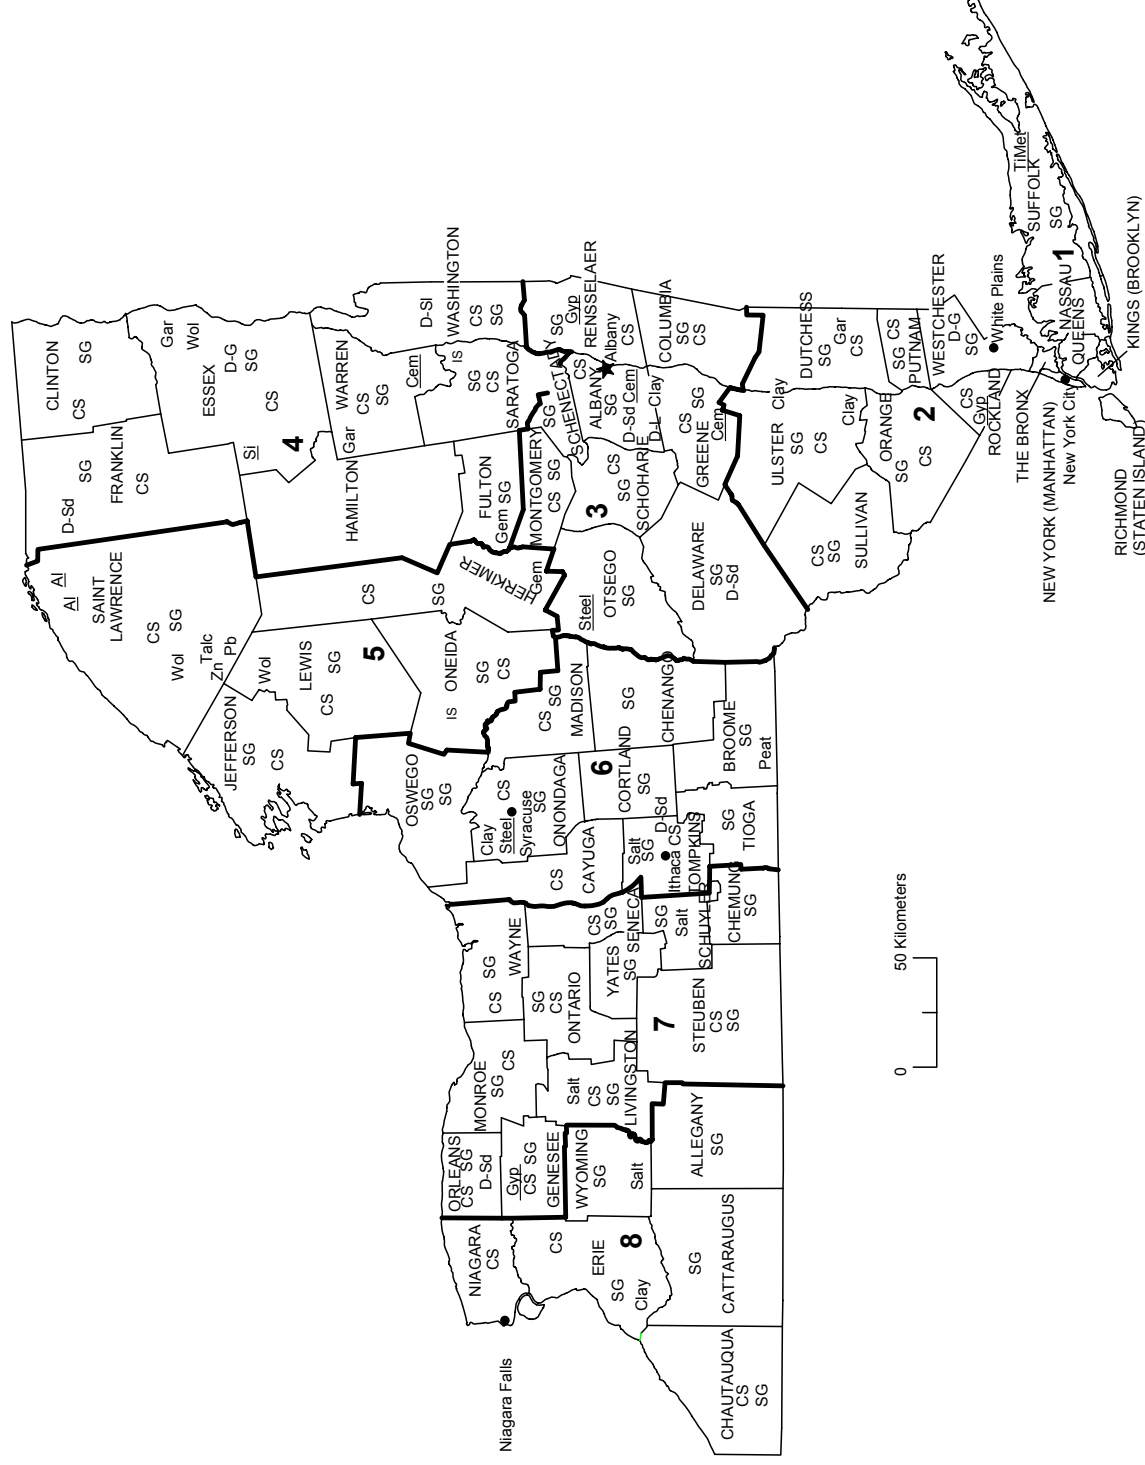 CLINTON
CS
SG
D-Sd
SG
FRANKLIN
CS
Gar
Wol
ESSEX
D-G
SG
CS
Si
4
WARREN
CS
SG
HAMILTON
Gar
D-Sl
WASHINGTON
CS
SG
Cem
IS
SG
CS
SARATOGA
FULTON
Gem SG
Al
Al
SAINT
LAWRENCE
CS
SG
Wol
Talc
Zn
Pb
JEFFERSON
SG
CS
Wol
LEWIS
CS
SG
5
CS
SG
HERKIMER
Gem
IS
ONEIDA
SG
CS
MONTGOMERY
CS
SG
SG
SCHENECTADY
SG
Gyp
RENSSELAER
CS
Albany
CS
ALBANY
SG
D-Sd
Cem
D-L
Clay
3
SG
CS
SCHOHARIE
COLUMBIA
SG
CS
CS
SG
GREENE
Cem
Steel
OTSEGO
SG
DELAWARE
SG
D-Sd
OSWEGO
SG
SG
CS
SG
MADISON
Clay
Steel
CS
Syracuse
SG
ONONDAGA
CS
CAYUGA
6
CORTLAND
SG
SG
CHENANGO
Salt
SG
D-Sd
Ithaca
CS
TOMPKINS
BROOME
SG
Peat
SG
TIOGA
SG
CS
WAYNE
SG
CS
ONTARIO
CS
SG
SENECA
YATES
SG
SG
Salt
SCHUYLER
CHEMUNG
SG
7
STEUBEN
CS
SG
MONROE
SG
CS
Salt
CS
SG
LIVINGSTON
ORLEANS
CS
SG
D-Sd
Gyp
CS
SG
GENESEE
WYOMING
SG
Salt
ALLEGANY
SG
NIAGARA
CS
Niagara Falls
CS
ERIE
8
SG
Clay
SG
CATTARAUGUS
CHAUTAUQUA
CS
SG
ULSTER
Clay
SG
CS
CS
SG
SULLIVAN
Clay
ORANGE
SG
CS
2
DUTCHESS
SG
Gar
CS
SG
CS
PUTNAM
WESTCHESTER
D-G
SG
White Plains
CS
Gyp
ROCKLAND
THE BRONX
NEW YORK (MANHATTAN)
New York City
RICHMOND
(STATEN ISLAND)
KINGS (BROOKLYN)
QUEENS
NASSAU
1
SUFFOLK
SG
TiMet
0
50 Kilometers